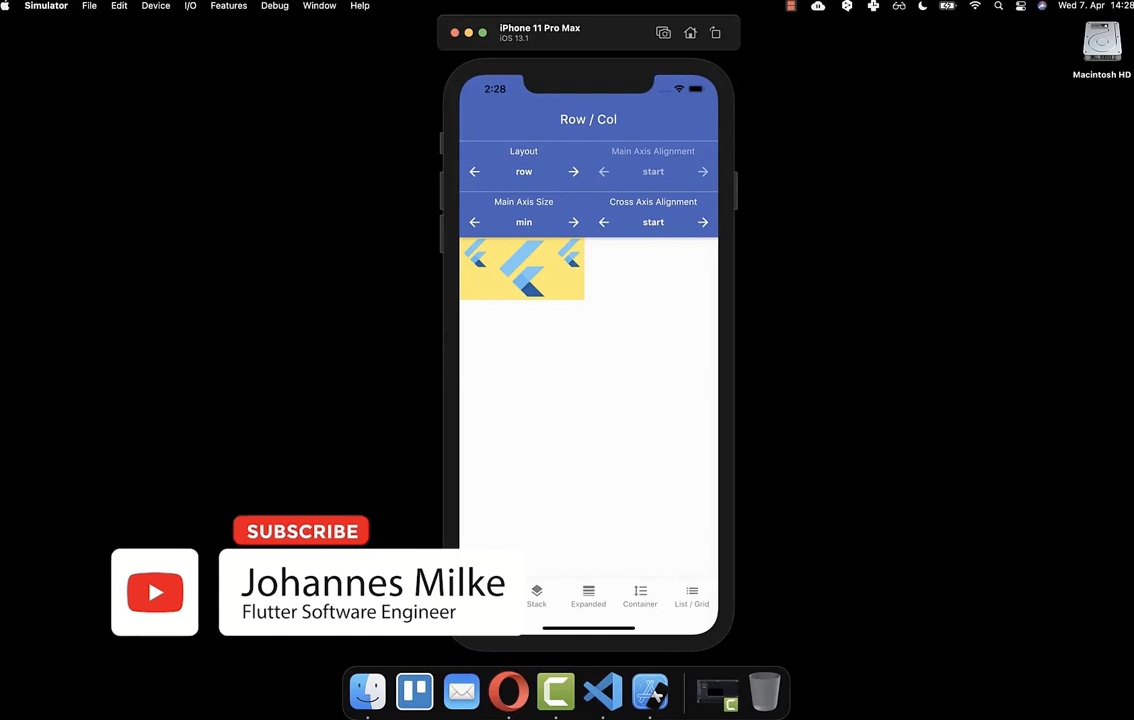 Simulator File Edit Device I/O Features Debug Window Help Wed 7. Apr 14:28
iPhone 11 Pro Max
iOS 13.1
Macintosh HD
2:28
Row / Col
Layout Main Axis Alignment
row start
Main Axis Size Cross Axis Alignment
min start
SUBSCRIBE
Johannes Milke
Flutter Software Engineer
Stack Expanded Container List / Grid